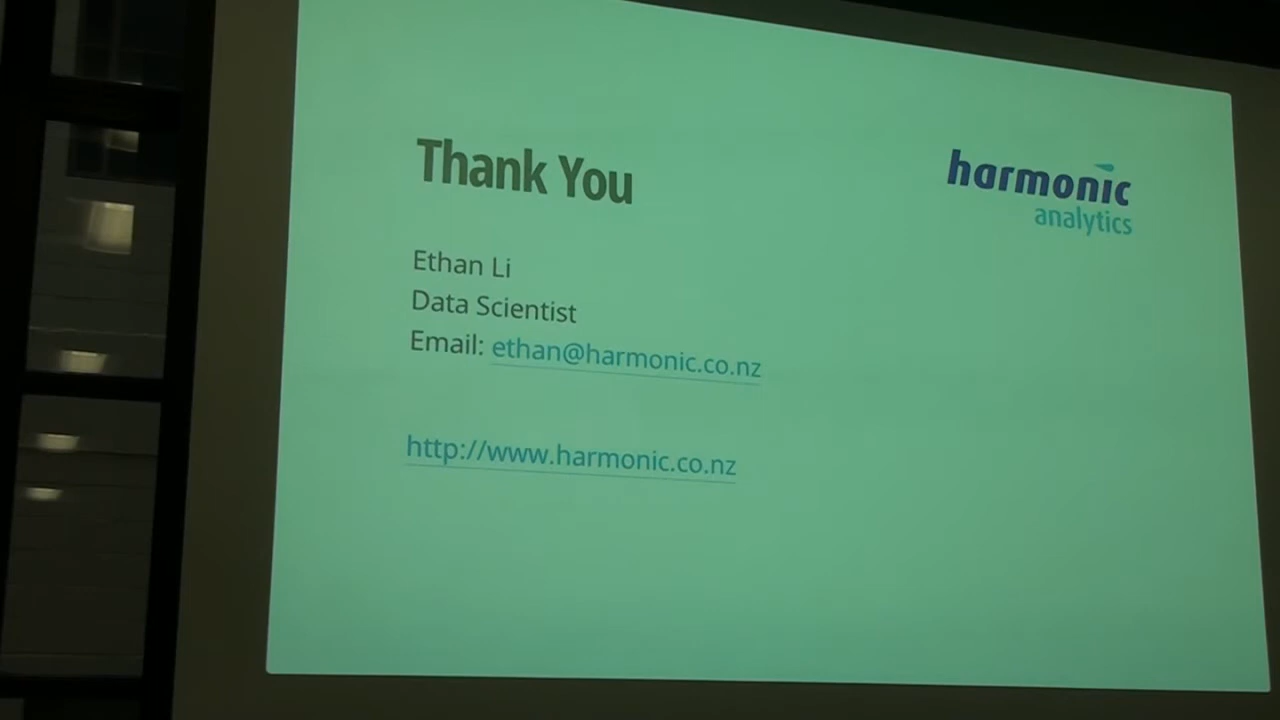 Thank You
harmonic
analytics
Ethan Li
Data Scientist
Email: ethan@harmonic.co.nz
http://www.harmonic.co.nz